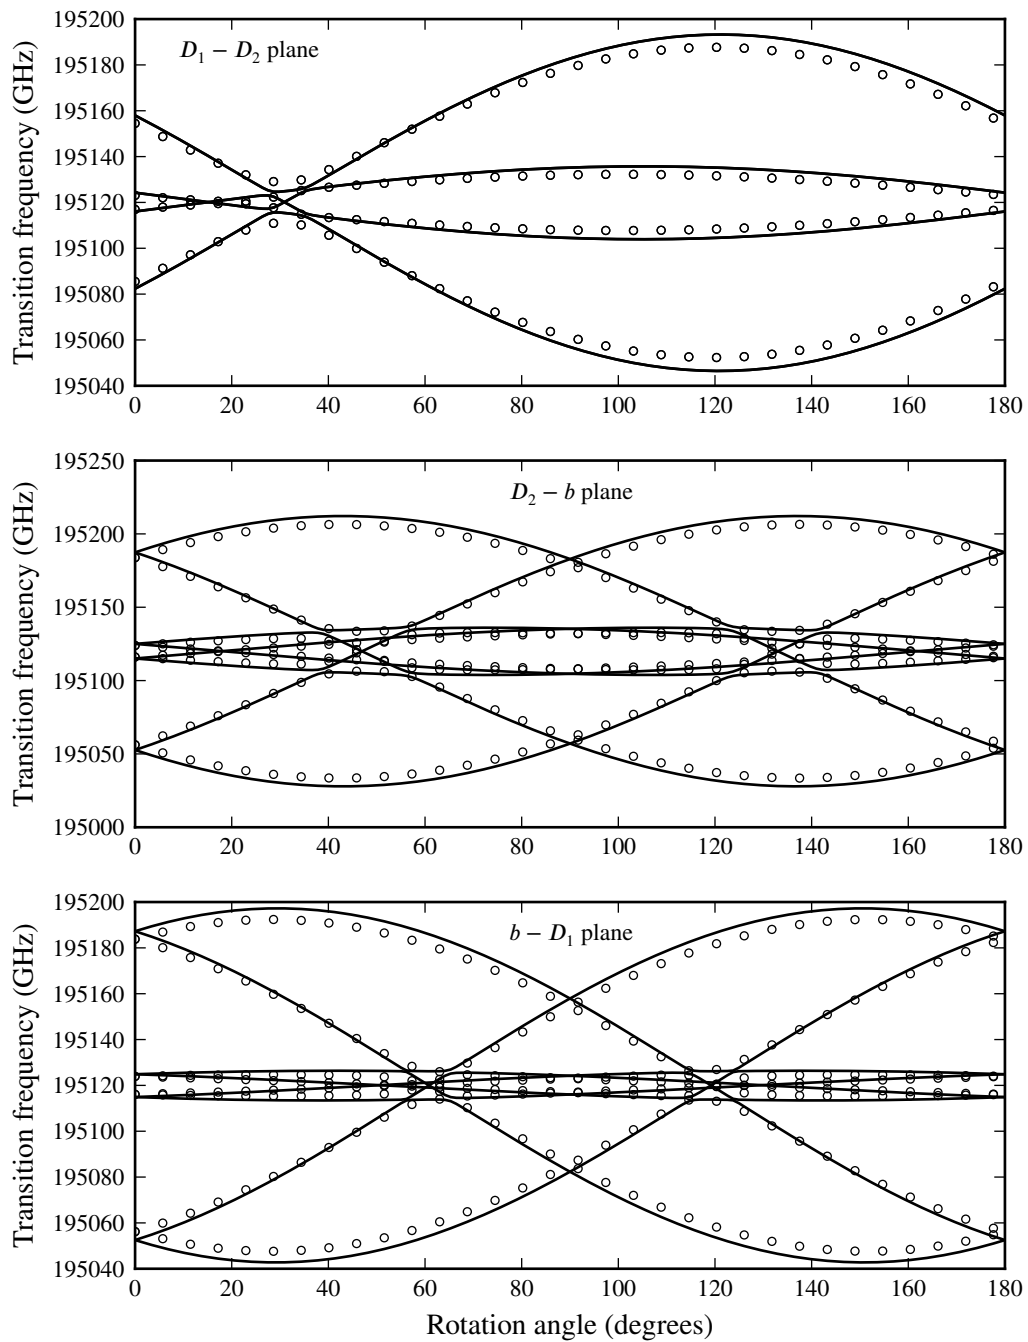 195200
195180
195160
195140
195120
195100
195080
195060
195040
Transition frequency (GHz)
D₁ − D₂ plane
0 20 40 60 80 100 120 140 160 180
195250
195200
195150
195100
195050
195000
Transition frequency (GHz)
D₂ − b plane
0 20 40 60 80 100 120 140 160 180
195200
195180
195160
195140
195120
195100
195080
195060
195040
Transition frequency (GHz)
b − D₁ plane
0 20 40 60 80 100 120 140 160 180
Rotation angle (degrees)